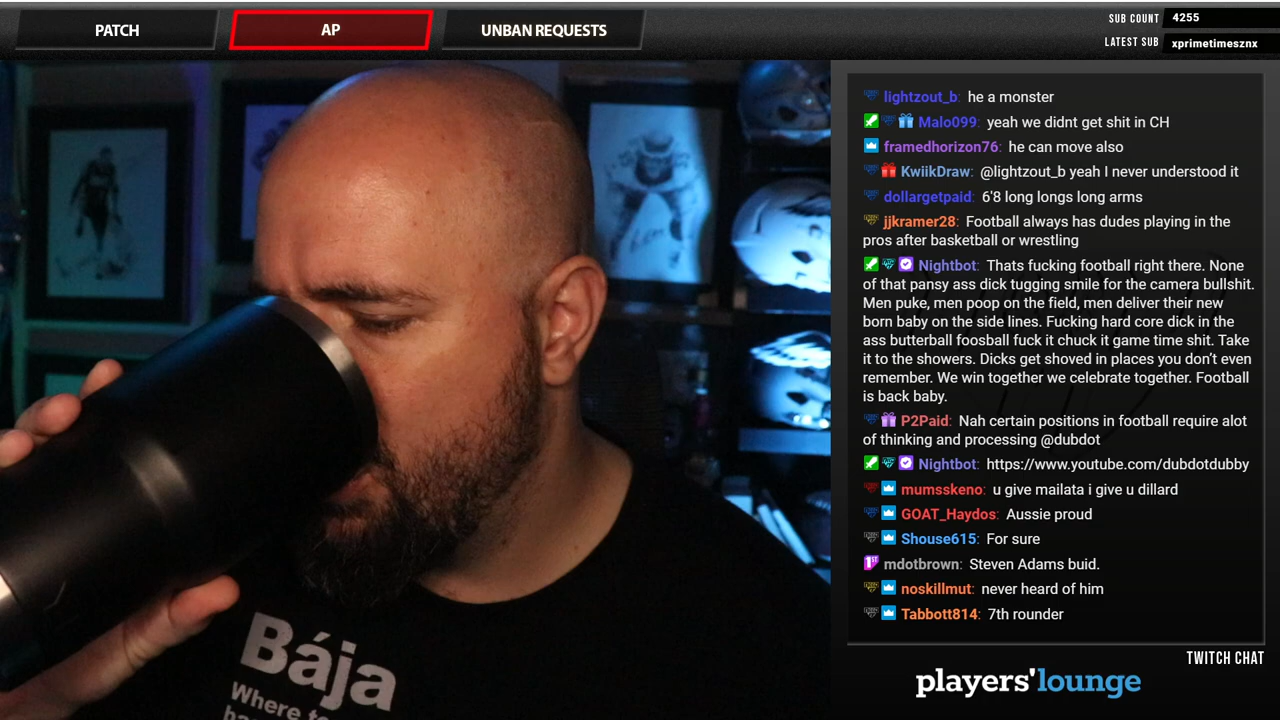 PATCH
AP
UNBAN REQUESTS
SUB COUNT 4255
LATEST SUB xprimetimesznx
lightzout_b: he a monster
Malo099: yeah we didnt get shit in CH
framedhorizon76: he can move also
KwiikDraw: @lightzout_b yeah I never understood it
dollargetpaid: 6'8 long longs long arms
jjkramer28: Football always has dudes playing in the
pros after basketball or wrestling
Nightbot: Thats fucking football right there. None
of that pansy ass dick tugging smile for the camera bullshit.
Men puke, men poop on the field, men deliver their new
born baby on the side lines. Fucking hard core dick in the
ass butterball foosball fuck it chuck it game time shit. Take
it to the showers. Dicks get shoved in places you don’t even
remember. We win together we celebrate together. Football
is back baby.
P2Paid: Nah certain positions in football require alot
of thinking and processing @dubdot
Nightbot: https://www.youtube.com/dubdotdubby
mumsskeno: u give mailata i give u dillard
GOAT_Haydos: Aussie proud
Shouse615: For sure
mdotbrown: Steven Adams buid.
noskillmut: never heard of him
Tabbott814: 7th rounder
TWITCH CHAT
players'lounge
Bája
Where